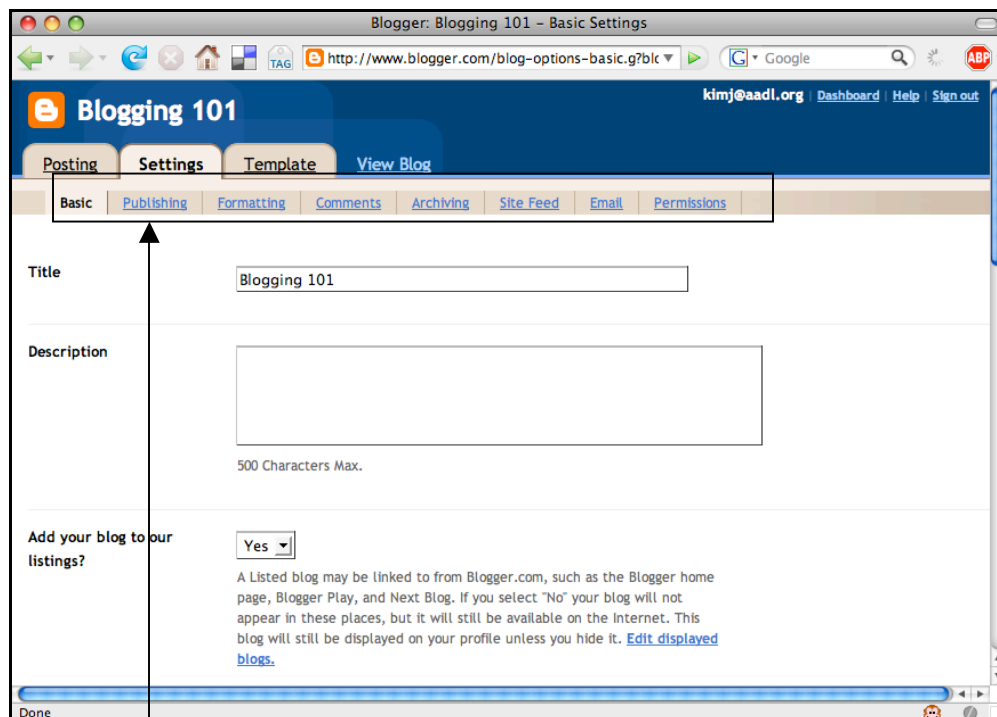 Blogger: Blogging 101 – Basic Settings
TAG http://www.blogger.com/blog-options-basic.g?blc G Google ABP
kimj@aadl.org | Dashboard | Help | Sign out
Blogging 101
Posting Settings Template View Blog
Basic Publishing Formatting Comments Archiving Site Feed Email Permissions
Title
Blogging 101
Description
500 Characters Max.
Add your blog to our
listings?
Yes
A Listed blog may be linked to from Blogger.com, such as the Blogger home
page, Blogger Play, and Next Blog. If you select "No" your blog will not
appear in these places, but it will still be available on the Internet. This
blog will still be displayed on your profile unless you hide it. Edit displayed
blogs.
Done